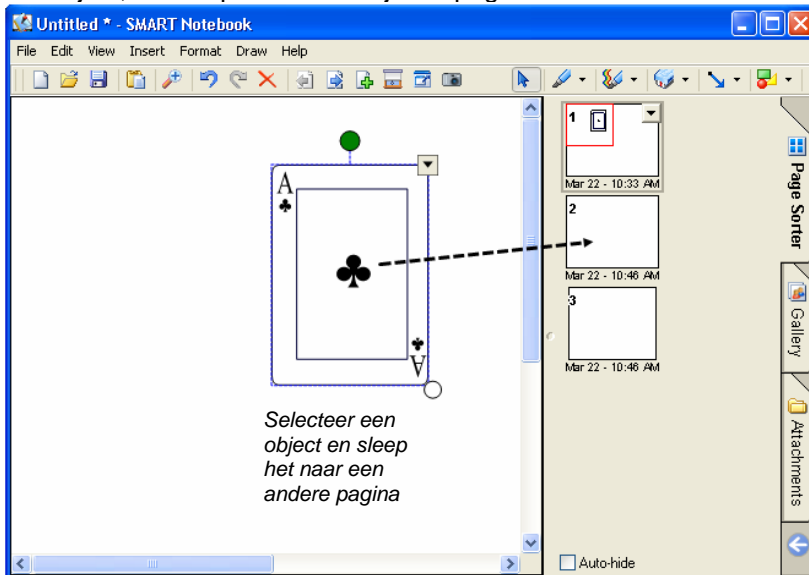 Untitled * - SMART Notebook
File Edit View Insert Format Draw Help
A
A
Selecteer een
object en sleep
het naar een
andere pagina
1
Mar 22 - 10:33 AM
2
Mar 22 - 10:46 AM
3
Mar 22 - 10:46 AM
Auto-hide
Page Sorter
Gallery
Attachments